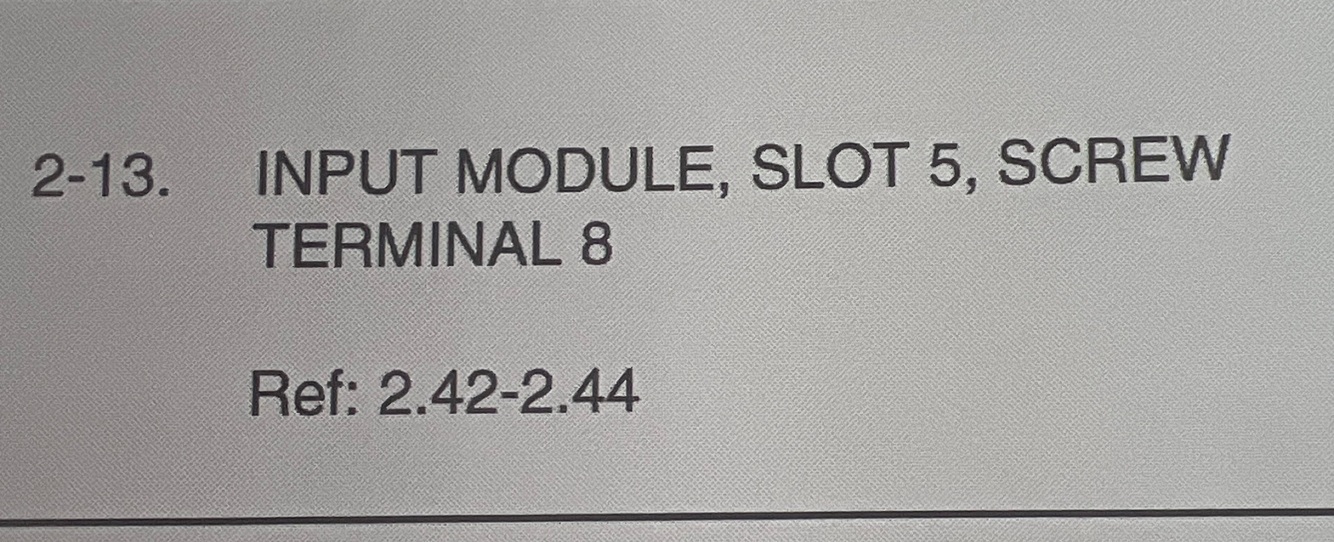 2-13. INPUT MODULE, SLOT 5, SCREW
TERMINAL 8
Ref: 2.42-2.44